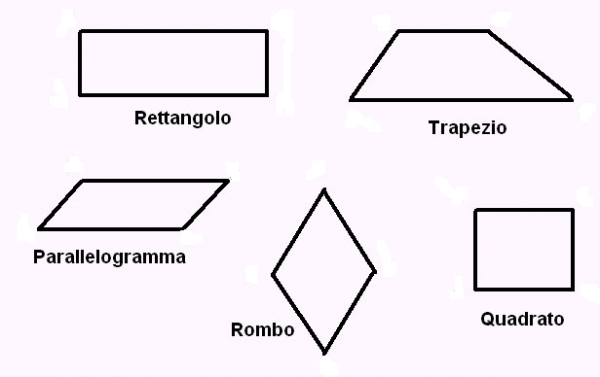 Rettangolo
Trapezio
Parallelogramma
Rombo
Quadrato